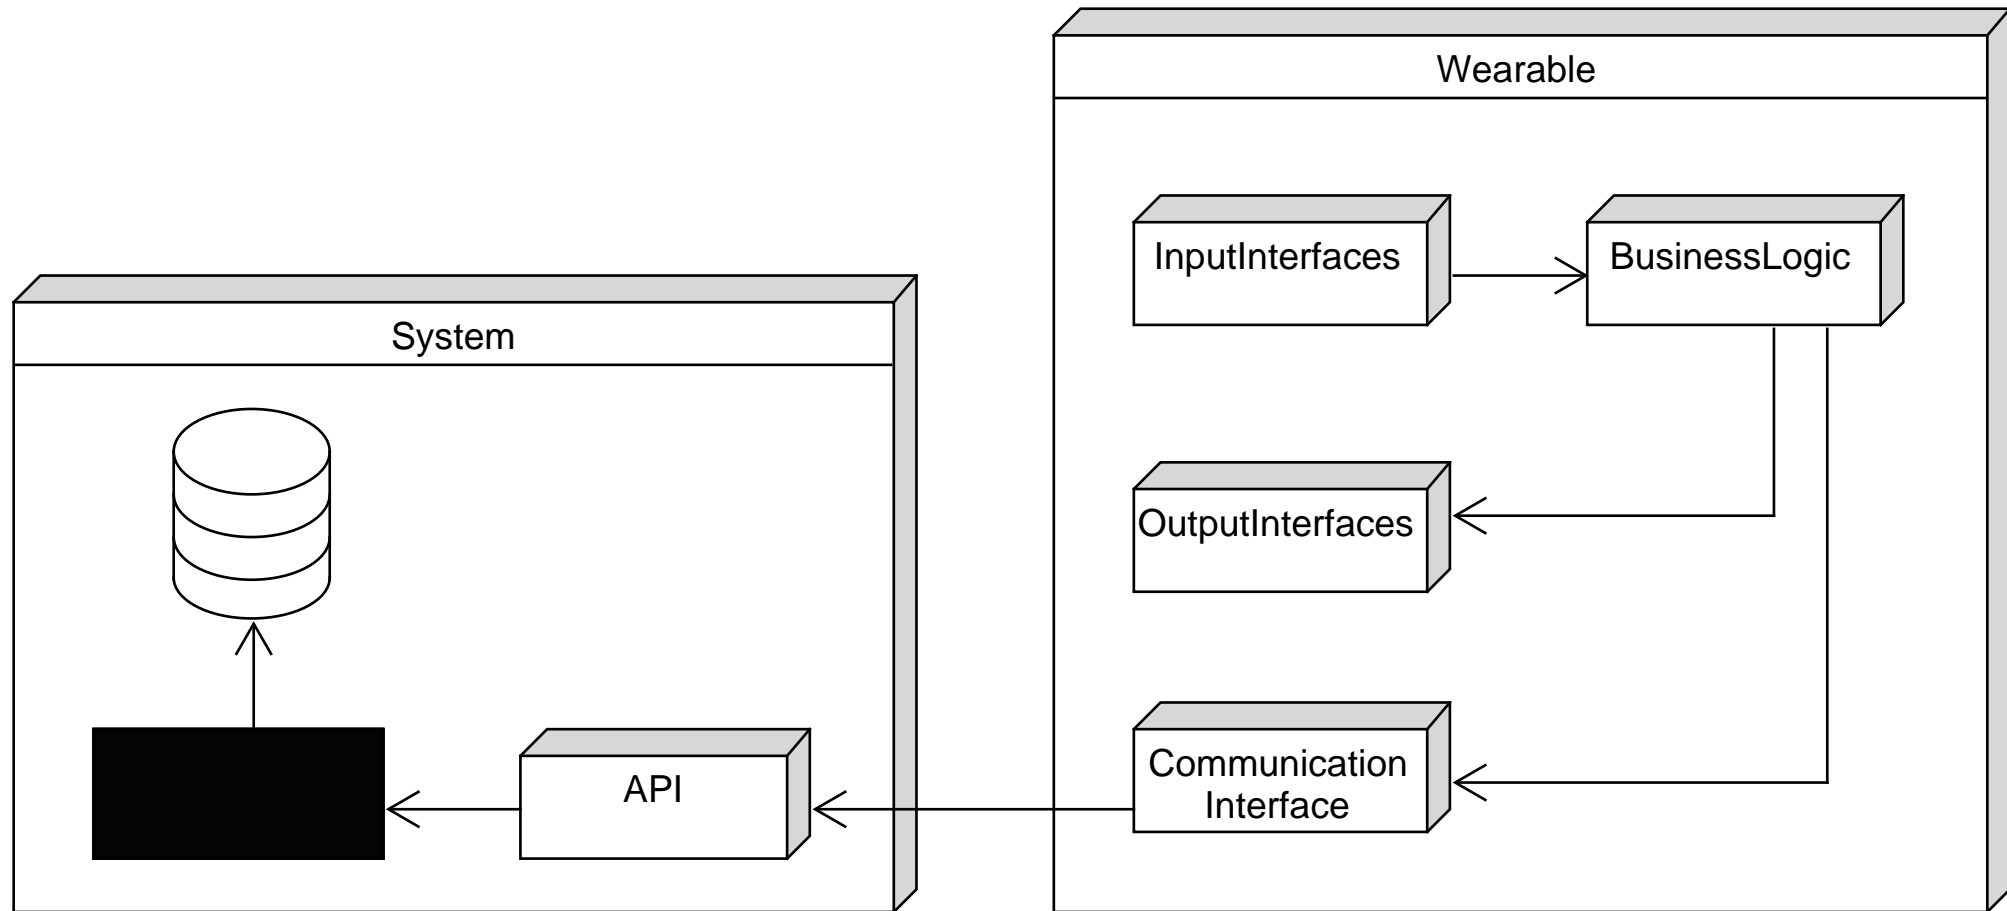 Wearable
InputInterfaces
BusinessLogic
System
OutputInterfaces
Communication
Interface
API